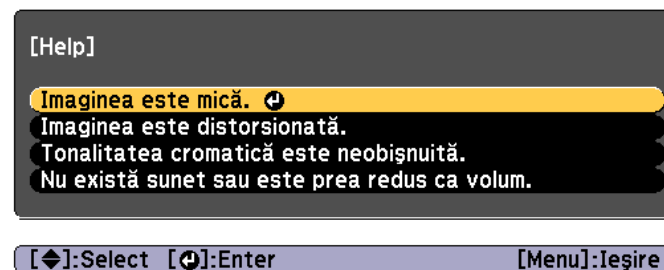 [Help]
Imaginea este mică.
Imaginea este distorsionată.
Tonalitatea cromatică este neobişnuită.
Nu există sunet sau este prea redus ca volum.
[◆]:Select [⏎]:Enter [Menu]:Ieşire